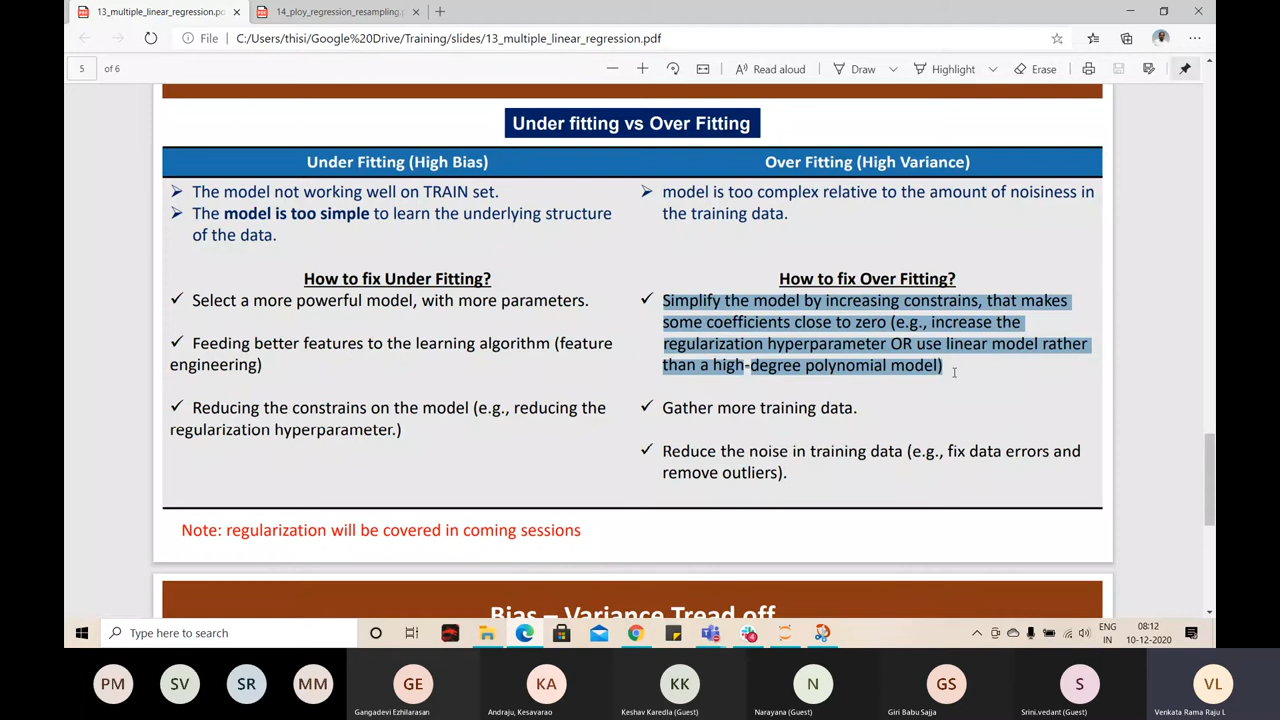 13_multiple_linear_regression.pd
14_ploy_regression_resampling.
File
C:/Users/thisi/Google%20Drive/Training/slides/13_multiple_linear_regression.pdf
5 of 6
Read aloud
Draw
Highlight
Erase
Under fitting vs Over Fitting
Under Fitting (High Bias)
The model not working well on TRAIN set.
The model is too simple to learn the underlying structure
of the data.
How to fix Under Fitting?
Select a more powerful model, with more parameters.
Feeding better features to the learning algorithm (feature
engineering)
Reducing the constrains on the model (e.g., reducing the
regularization hyperparameter.)
Over Fitting (High Variance)
model is too complex relative to the amount of noisiness in
the training data.
How to fix Over Fitting?
Simplify the model by increasing constrains, that makes
some coefficients close to zero (e.g., increase the
regularization hyperparameter OR use linear model rather
than a high-degree polynomial model)
Gather more training data.
Reduce the noise in training data (e.g., fix data errors and
remove outliers).
Note: regularization will be covered in coming sessions
Bias – Variance Tread off
Type here to search
ENG
IN
08:12
10-12-2020
PM
SV
SR
MM
GE
Gangadevi Ezhilarasan
KA
Andraju, Kesavarao
KK
Keshav Karedla (Guest)
N
Narayana (Guest)
GS
Giri Babu Sajja
S
Srini.vedant (Guest)
VL
Venkata Rama Raju L